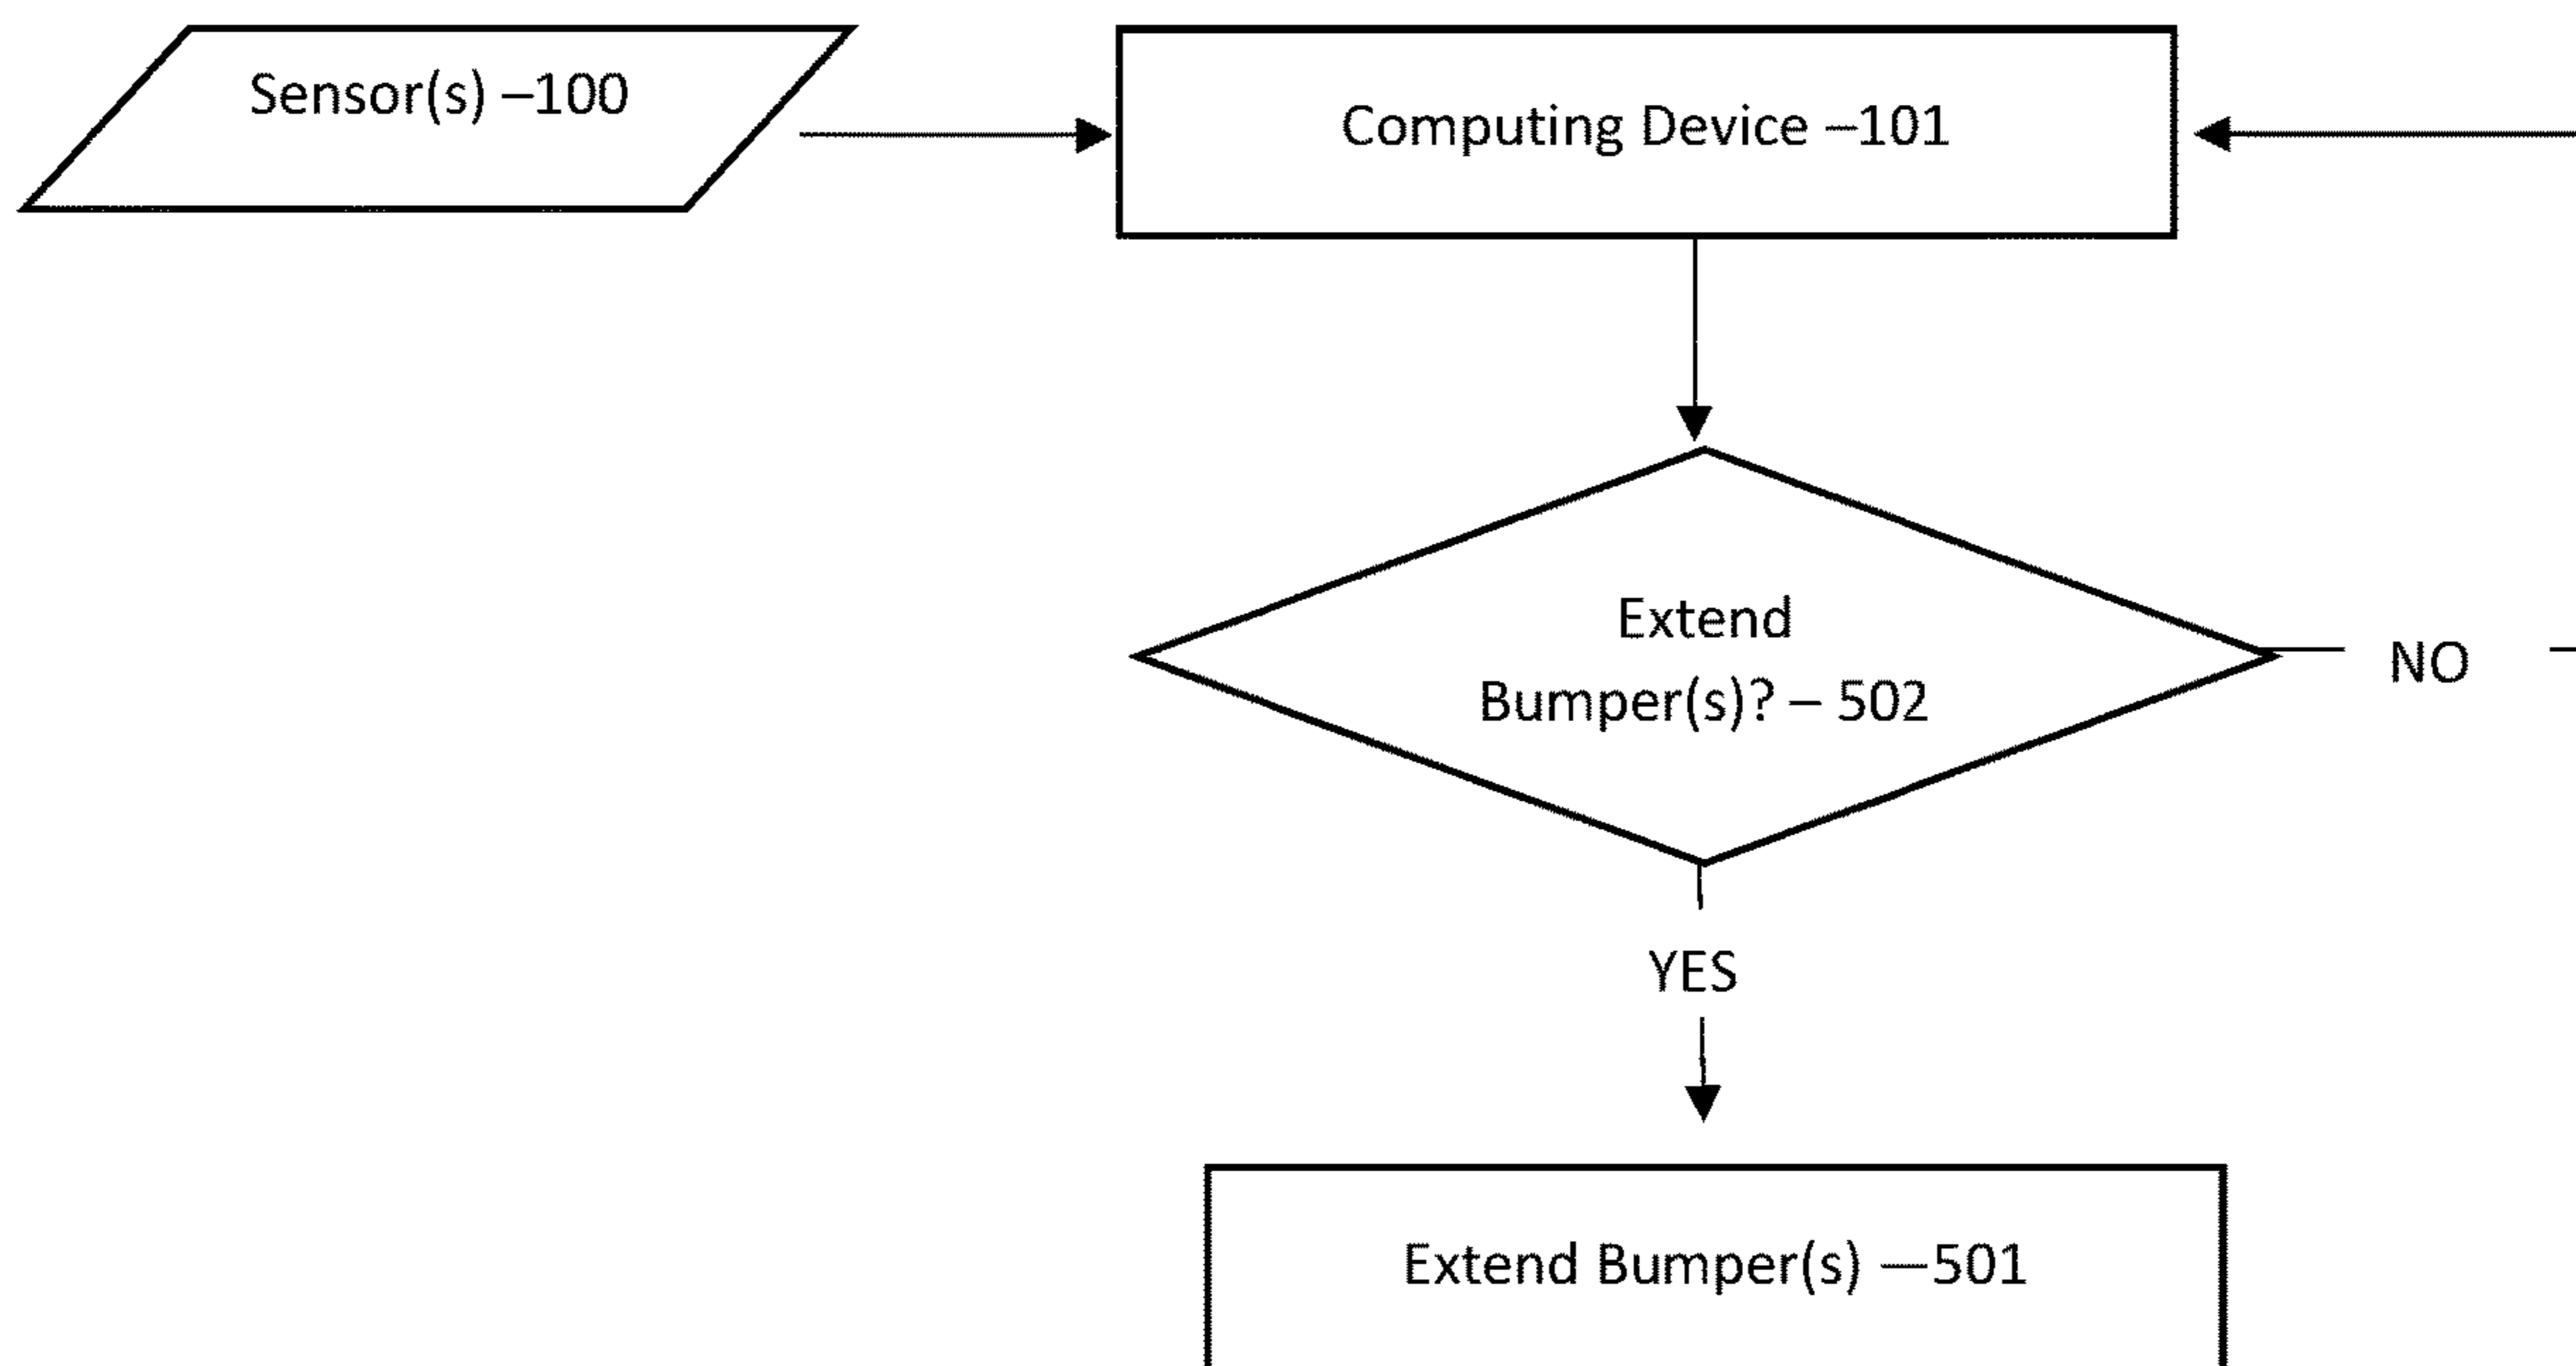 Sensor(s) –100
Computing Device –101
Extend
Bumper(s)? – 502
NO
YES
Extend Bumper(s) —501